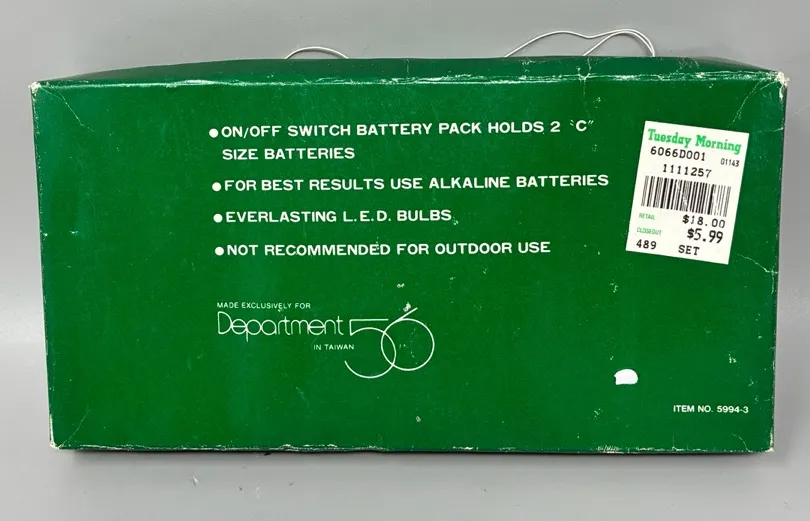 ● ON/OFF SWITCH BATTERY PACK HOLDS 2 "C"
SIZE BATTERIES
● FOR BEST RESULTS USE ALKALINE BATTERIES
● EVERLASTING L.E.D. BULBS
● NOT RECOMMENDED FOR OUTDOOR USE
MADE EXCLUSIVELY FOR
Department 56
IN TAIWAN
ITEM NO. 5994-3
Tuesday Morning
6066D001 01143
1111257
RETAIL $18.00
CLOSEOUT $5.99
489 SET